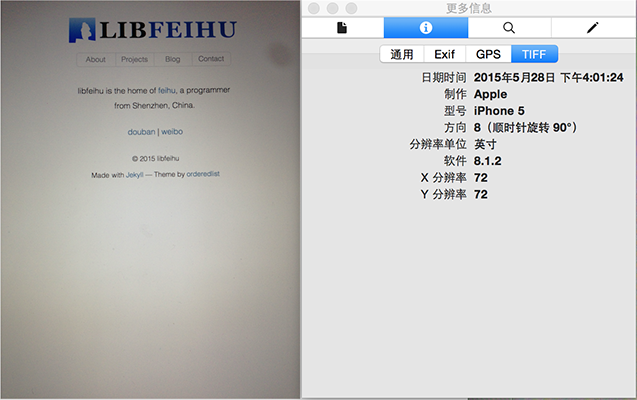 LIBFEIHU
About Projects Blog Contact
libfeihu is the home of feihu, a programmer
from Shenzhen, China.
douban | weibo
© 2015 libfeihu
Made with Jekyll — Theme by orderedlist
更多信息
通用 Exif GPS TIFF
日期时间 2015年5月28日 下午4:01:24
制作 Apple
型号 iPhone 5
方向 8（顺时针旋转 90°）
分辨率单位 英寸
软件 8.1.2
X 分辨率 72
Y 分辨率 72